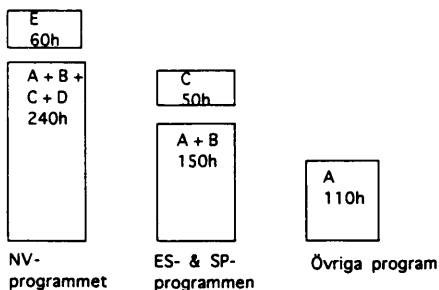 E
60h
A + B +
C + D
240h
C
50h
A + B
150h
A
110h
NV-
programmet
ES- & SP-
programmen
Övriga program